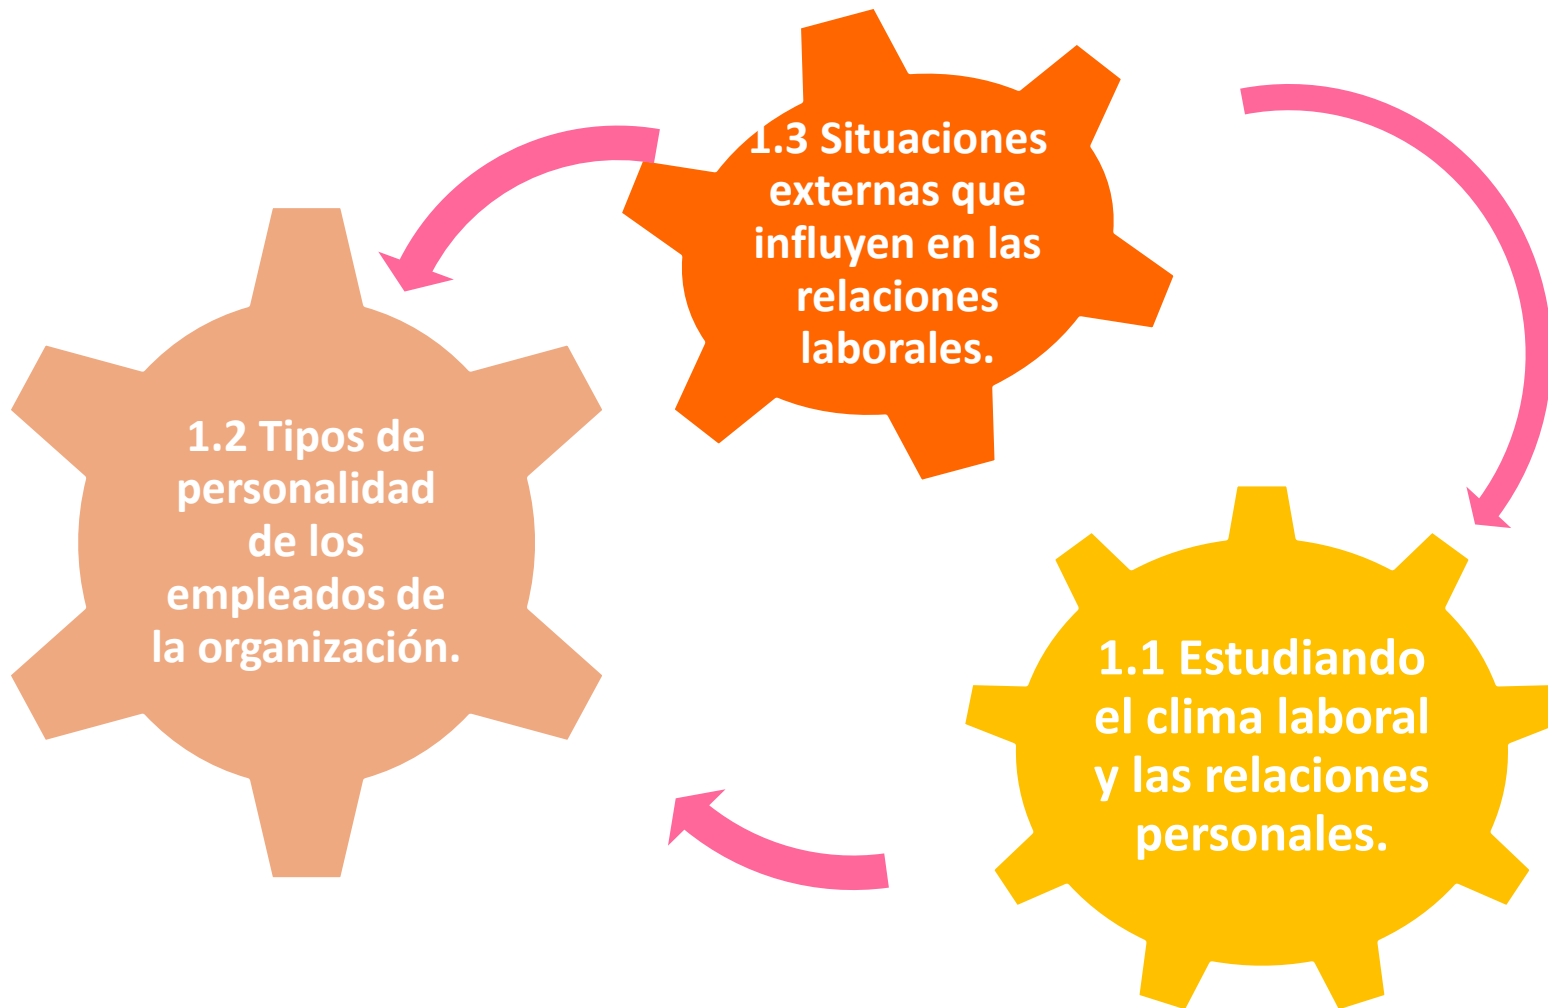 1.3 Situaciones
externas que
influyen en las
relaciones
laborales.
1.2 Tipos de
personalidad
de los
empleados de
la organización.
1.1 Estudiando
el clima laboral
y las relaciones
personales.